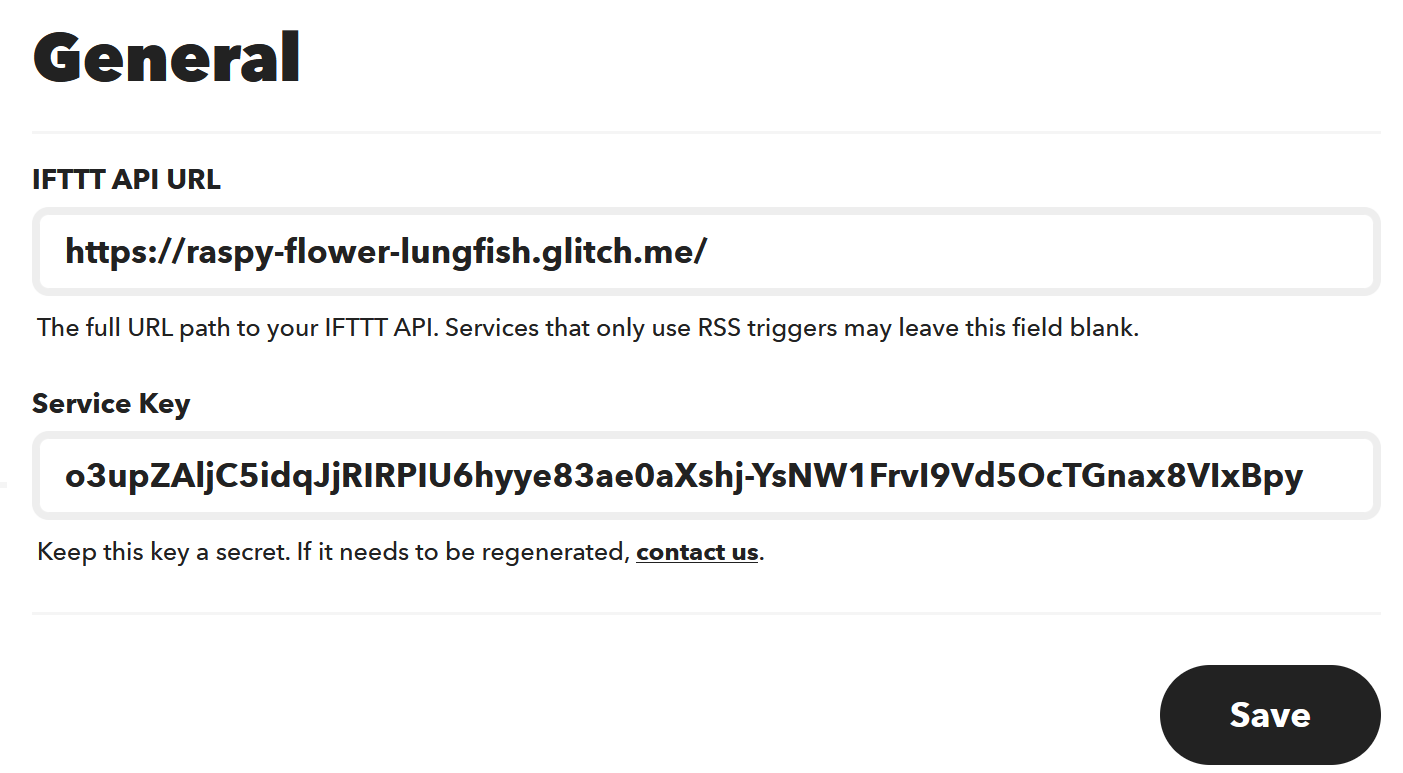 General
IFTTT API URL
https://raspy-flower-lungfish.glitch.me/
The full URL path to your IFTTT API. Services that only use RSS triggers may leave this field blank.
Service Key
o3upZAljC5idqJjRIRPIU6hyye83ae0aXshj-YsNW1FrvI9Vd5OcTGnax8VIxBpy
Keep this key a secret. If it needs to be regenerated, contact us.
Save